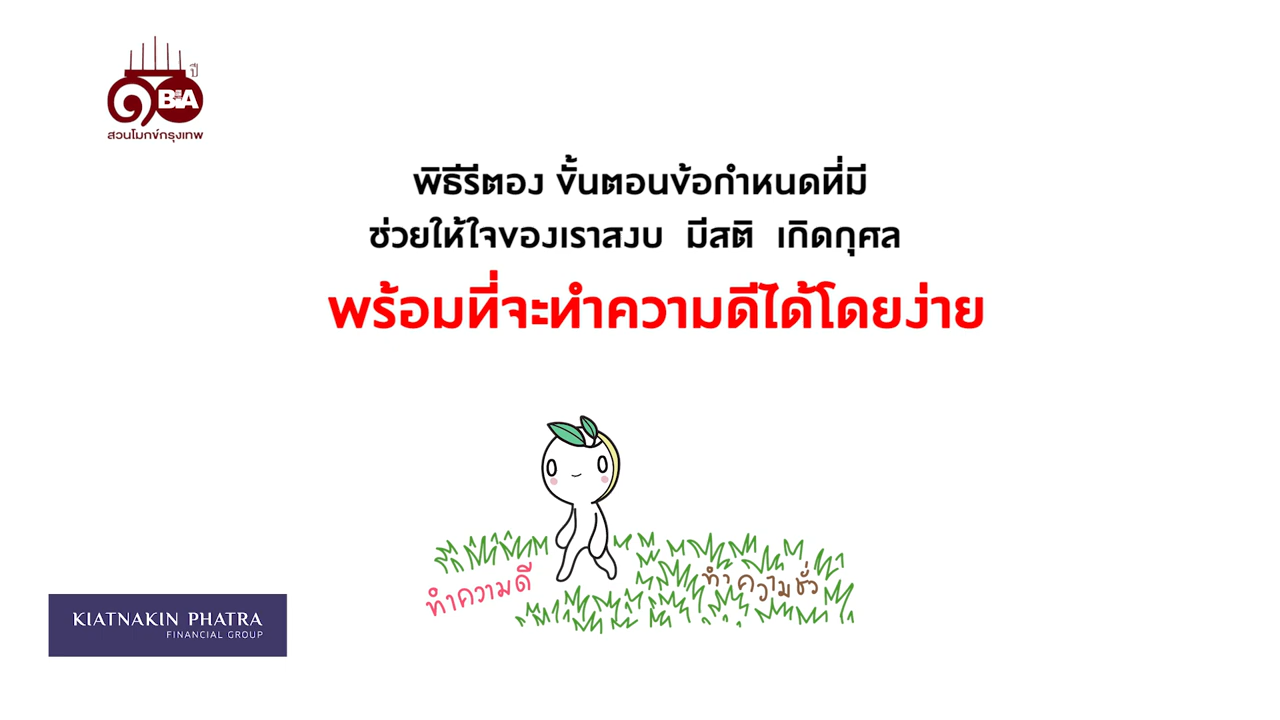 ปี
๑๐
BIA
สวนโมกข์กรุงเทพ
พิธีรีตอง ขั้นตอนข้อกำหนดที่มี
ช่วยให้ใจของเราสงบ มีสติ เกิดกุศล
พร้อมที่จะทำความดีได้โดยง่าย
ทำความดี
ทำความชั่ว
KIATNAKIN PHATRA
FINANCIAL GROUP